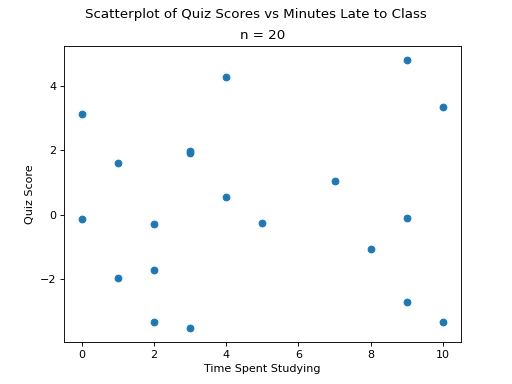 Scatterplot of Quiz Scores vs Minutes Late to Class
n = 20
4
2
0
−2
Quiz Score
0 2 4 6 8 10
Time Spent Studying